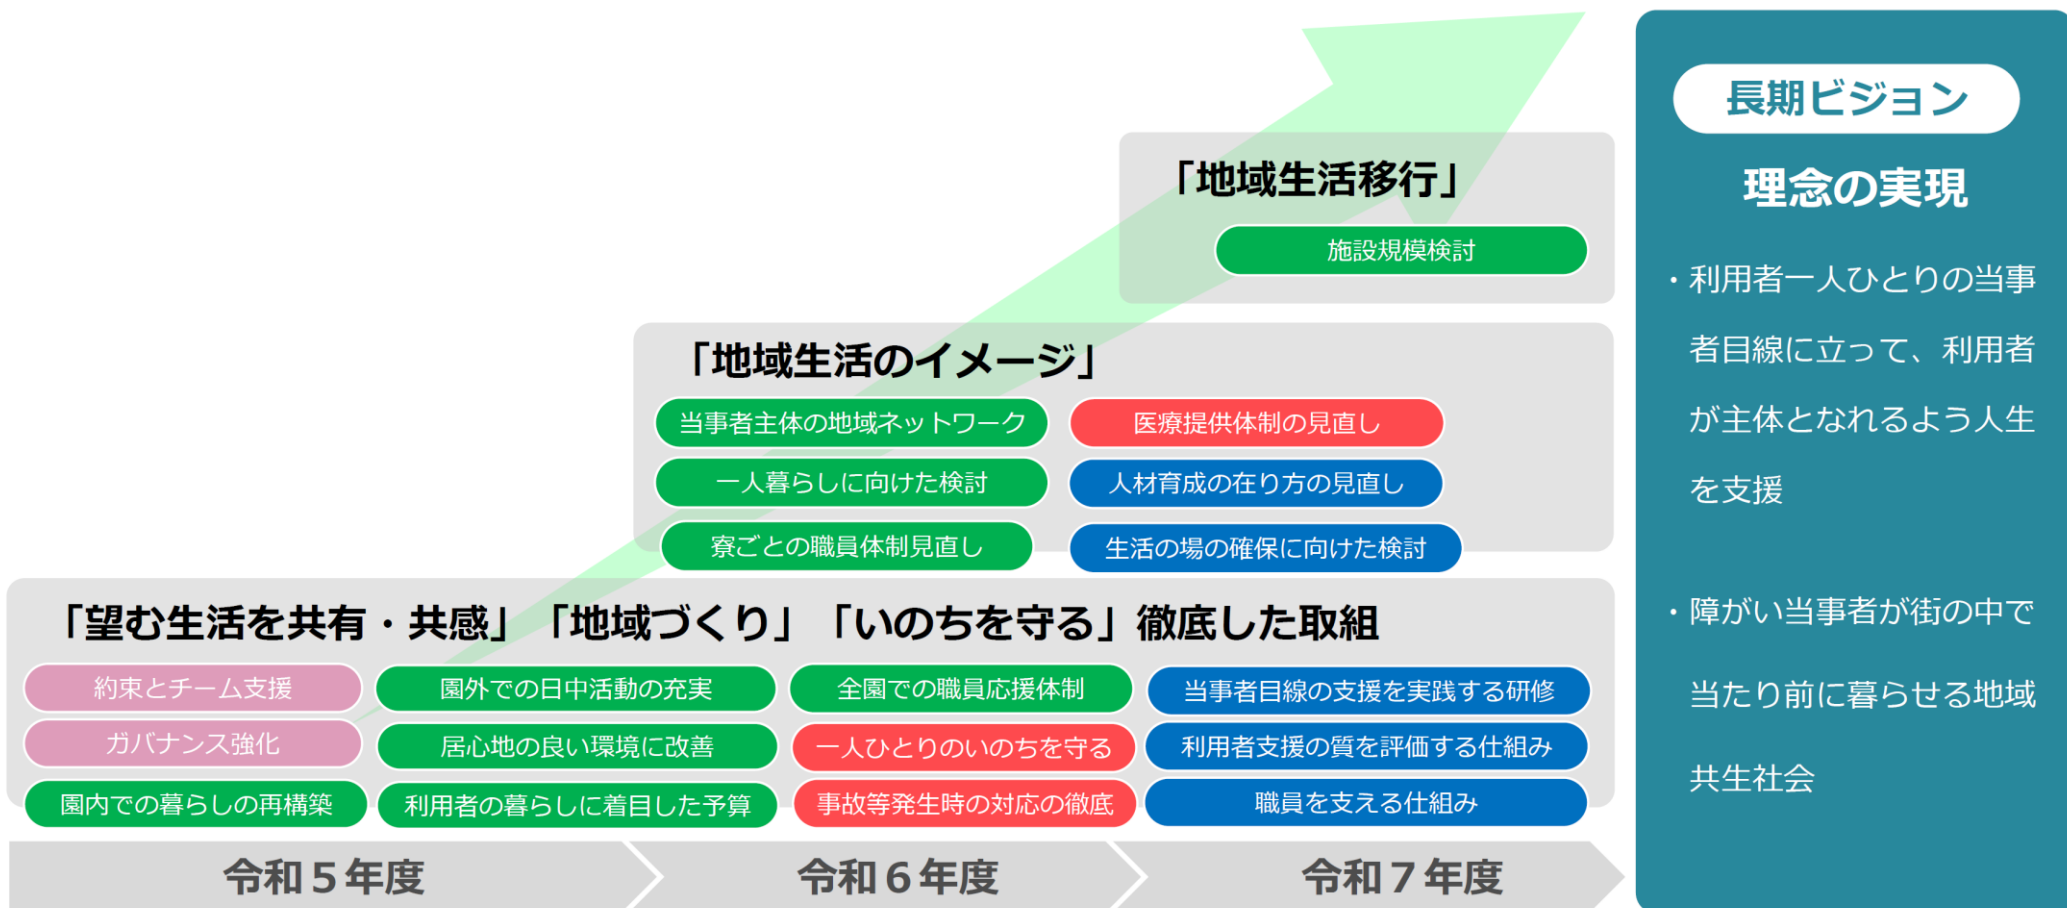 長期ビジョン
理念の実現
・利用者一人ひとりの当事
者目線に立って、利用者
が主体となれるよう人生
を支援
・障がい当事者が街の中で
当たり前に暮らせる地域
共生社会
「地域生活移行」
施設規模検討
「地域生活のイメージ」
当事者主体の地域ネットワーク
医療提供体制の見直し
一人暮らしに向けた検討
人材育成の在り方の見直し
寮ごとの職員体制見直し
生活の場の確保に向けた検討
「望む生活を共有・共感」「地域づくり」「いのちを守る」徹底した取組
約束とチーム支援
園外での日中活動の充実
全園での職員応援体制
当事者目線の支援を実践する研修
ガバナンス強化
居心地の良い環境に改善
一人ひとりのいのちを守る
利用者支援の質を評価する仕組み
園内での暮らしの再構築
利用者の暮らしに着目した予算
事故等発生時の対応の徹底
職員を支える仕組み
令和５年度
令和６年度
令和７年度